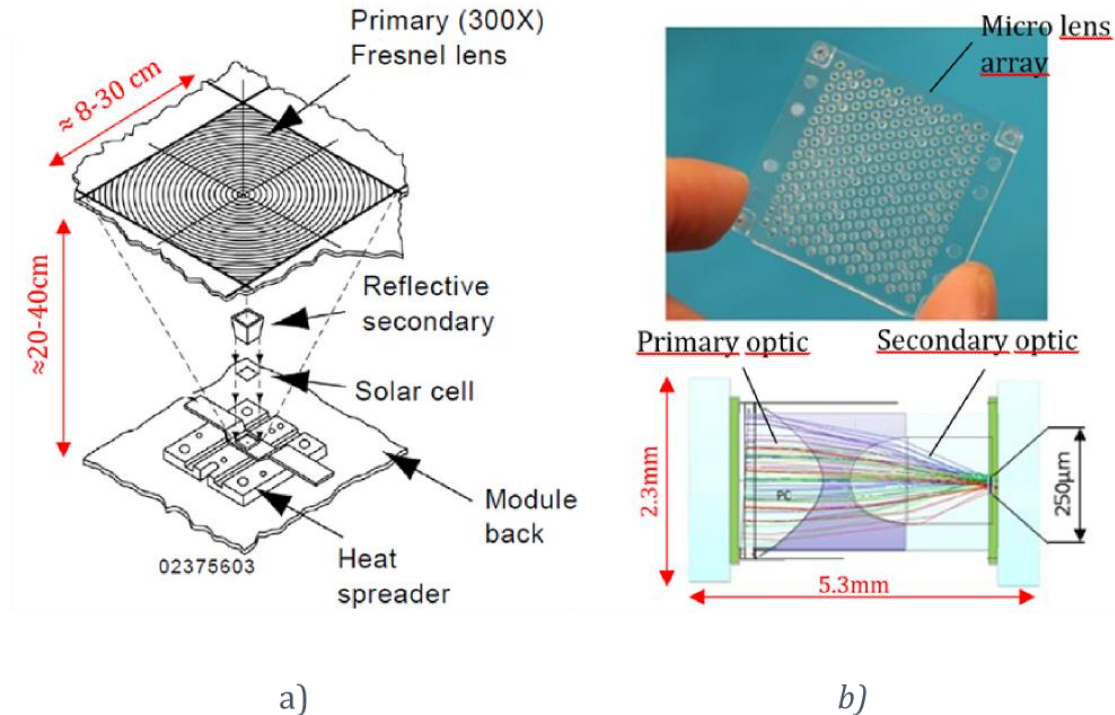 Primary (300X)
Fresnel lens
≈ 8-30 cm
≈20-40cm
Reflective
secondary
Solar cell
Module
back
Heat
spreader
02375603
a)
Micro lens
array
Primary optic
Secondary optic
2.3mm
PC
250µm
5.3mm
b)